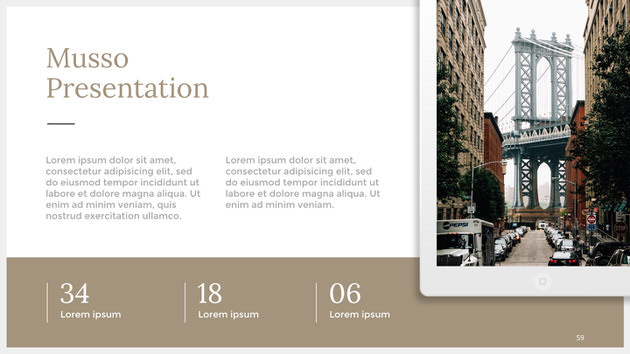 Musso
Presentation
Lorem ipsum dolor sit amet,
consectetur adipisicing elit, sed
do eiusmod tempor incididunt ut
labore et dolore magna aliqua. Ut
enim ad minim veniam, quis
nostrud exercitation ullamco.
Lorem ipsum dolor sit amet,
consectetur adipisicing elit, sed
do eiusmod tempor incididunt ut
labore et dolore magna aliqua. Ut
enim ad minim veniam.
PEPSI
STOP
34
Lorem ipsum
18
Lorem ipsum
06
Lorem ipsum
59